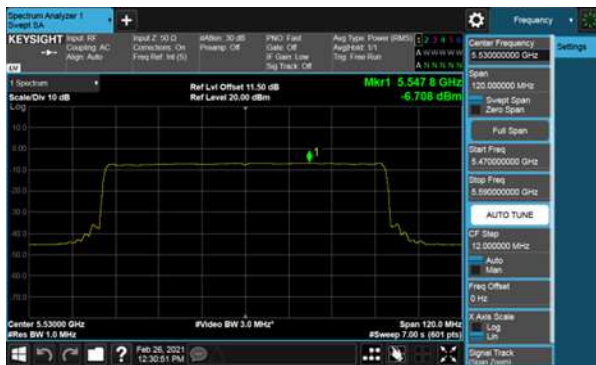 Spectrum Analyzer 1
Swept SA
+
Frequency
KEYSIGHT
Input: RF
Coupling: AC
Align: Auto
Input Z: 50 Ω
Corrections: On
Freq Ref: Int (S)
#Atten: 30 dB
Preamp: Off
PNO: Fast
Gate: Off
IF Gain: Low
Sig Track: Off
Avg Type: Power (RMS)
Avg|Hold: 1/1
Trig: Free Run
1 2 3 4 5 6
A W W W W W
A N N N N N
1 Spectrum
Scale/Div 10 dB
Log
Ref Lvl Offset 11.50 dB
Ref Level 20.00 dBm
Mkr1 5.547 8 GHz
-6.708 dBm
10.0
0.00
-10.0
-20.0
-30.0
-40.0
-50.0
-60.0
-70.0
1
Center 5.53000 GHz
#Res BW 1.0 MHz
#Video BW 3.0 MHz*
Span 120.0 MHz
#Sweep 7.00 s (601 pts)
Feb 26, 2021
12:30:51 PM
?
Center Frequency
5.530000000 GHz
Span
120.000000 MHz
Swept Span
Zero Span
Full Span
Start Freq
5.470000000 GHz
Stop Freq
5.590000000 GHz
AUTO TUNE
CF Step
12.000000 MHz
Auto
Man
Freq Offset
0 Hz
X Axis Scale
Log
Lin
Signal Track
(Span Zoom)
Settings